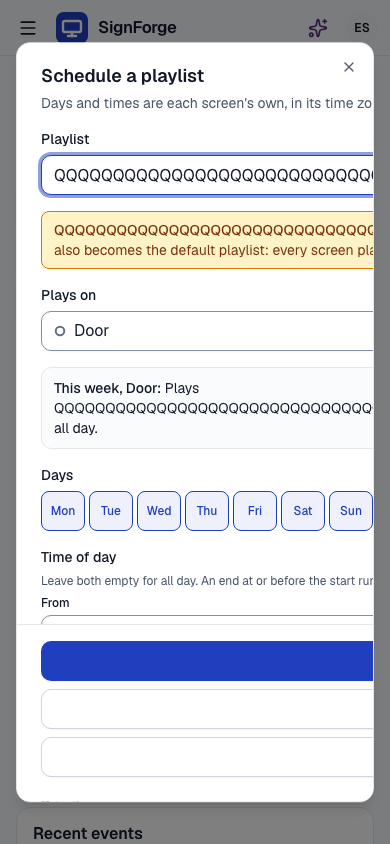 SignForge
ES
Schedule a playlist
Days and times are each screen's own, in its time zo
Playlist
QQQQQQQQQQQQQQQQQQQQQQQQQQQ
QQQQQQQQQQQQQQQQQQQQQQQQQQQQQQ
also becomes the default playlist: every screen pla
Plays on
Door
This week, Door: Plays
QQQQQQQQQQQQQQQQQQQQQQQQQQQQQQ
all day.
Days
Mon Tue Wed Thu Fri Sat Sun
Time of day
Leave both empty for all day. An end at or before the start run
From
Recent events